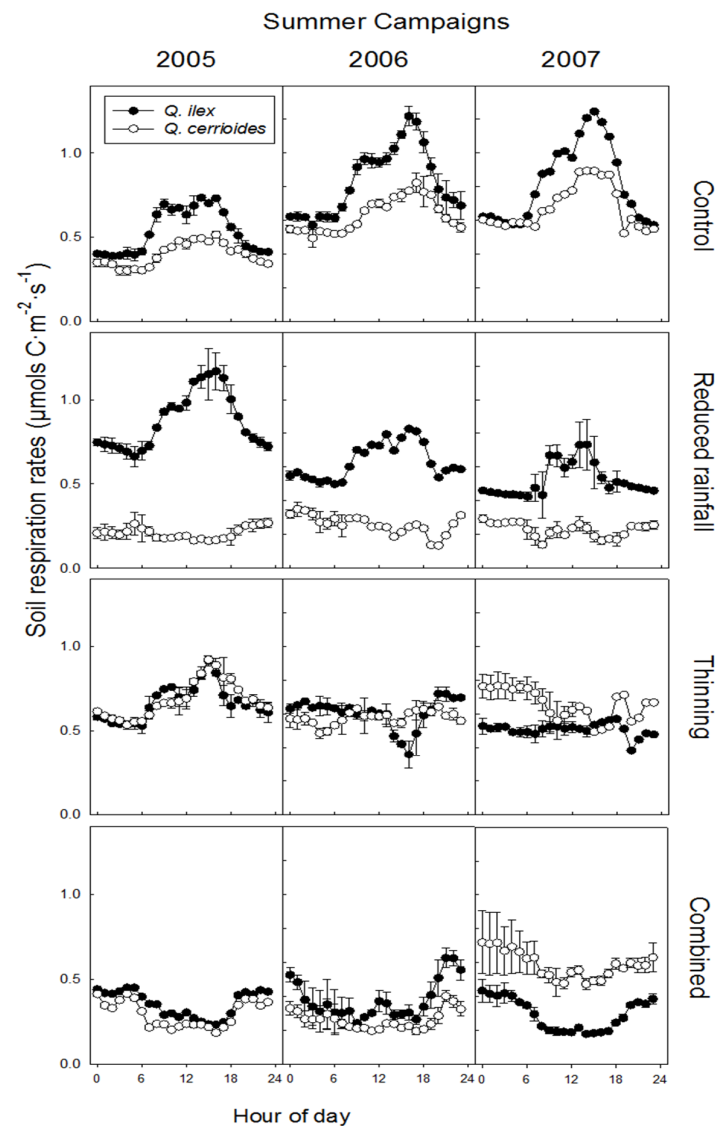 Summer Campaigns
2005 2006 2007
Q. ilex
Q. cerrioides
1.0
0.5
0.0
Control
1.0
0.5
0.0
Reduced rainfall
Soil respiration rates (µmols C·m⁻²·s⁻¹)
1.0
0.5
0.0
Thinning
1.0
0.5
0.0
Combined
0 6 12 18 24 0 6 12 18 24 0 6 12 18 24
Hour of day